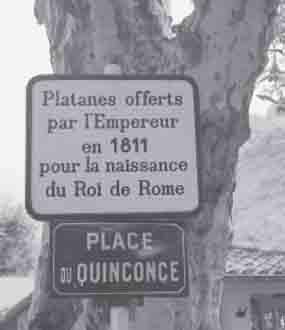 Platanes offerts
par l'Empereur
en 1811
pour la naissance
du Roi de Rome
PLACE
DU QUINCONCE